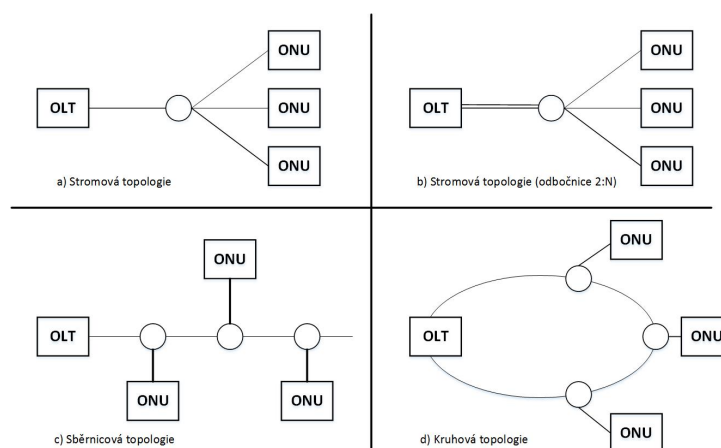 ONU
OLT
ONU
ONU
a) Stromová topologie
ONU
OLT
ONU
ONU
b) Stromová topologie (odbočnice 2:N)
ONU
OLT
ONU
ONU
c) Sběrnicová topologie
ONU
OLT
ONU
ONU
d) Kruhová topologie